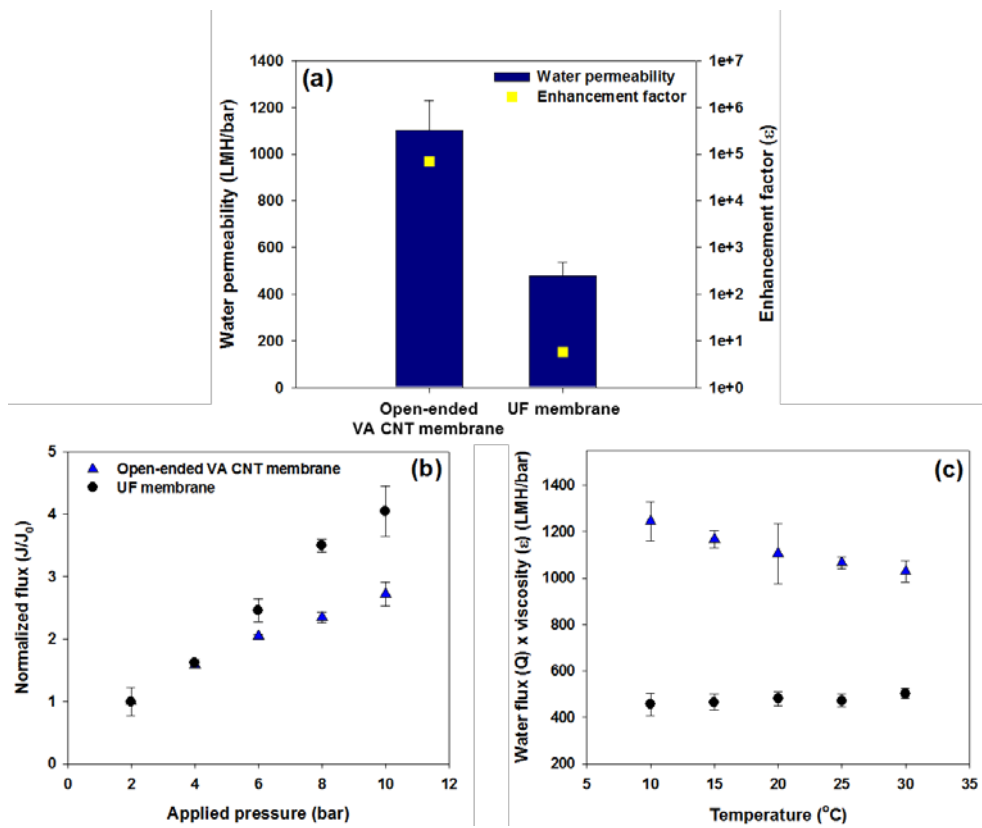 (a)
Water permeability
Enhancement factor
Water permeability (LMH/bar)
1400
1200
1000
800
600
400
200
0
1e+7
1e+6
1e+5
1e+4
1e+3
1e+2
1e+1
1e+0
Enhancement factor (ε)
Open-ended
VA CNT membrane
UF membrane
(b)
Open-ended VA CNT membrane
UF membrane
Normalized flux (J/J₀)
5
4
3
2
1
0
0 2 4 6 8 10 12
Applied pressure (bar)
(c)
Water flux (Q) x viscosity (ε) (LMH/bar)
1400
1200
1000
800
600
400
200
5 10 15 20 25 30 35
Temperature (°C)